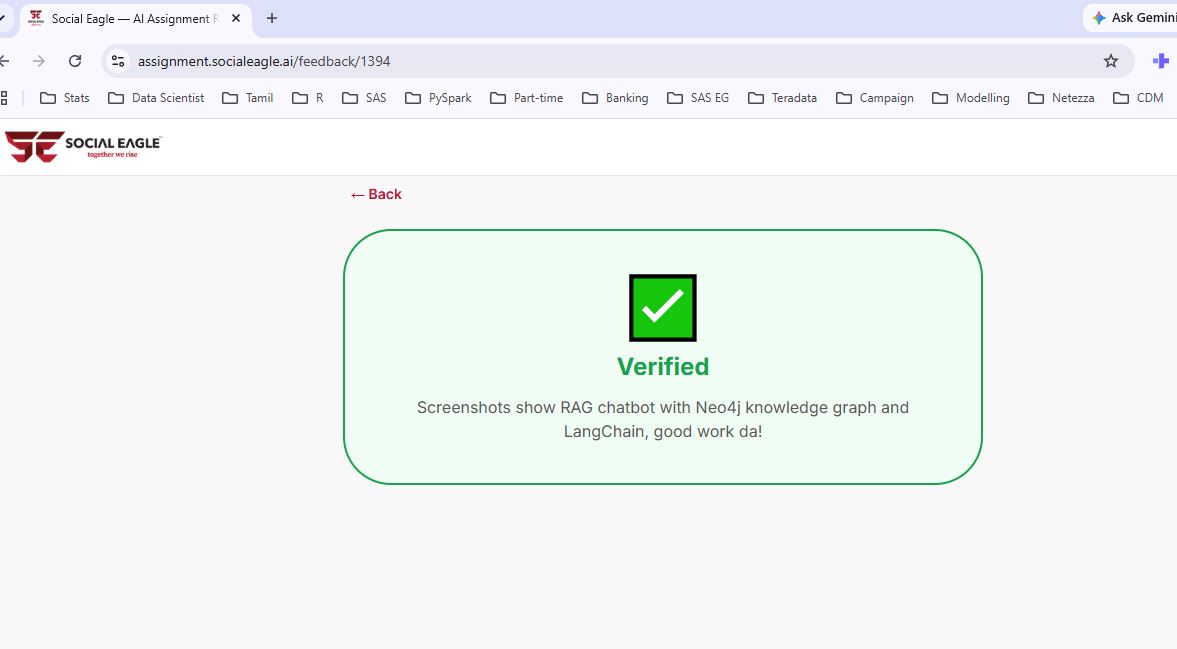 Social Eagle — AI Assignment R
Ask Gemini
assignment.socialeagle.ai/feedback/1394
Stats Data Scientist Tamil R SAS PySpark Part-time Banking SAS EG Teradata Campaign Modelling Netezza CDM
SOCIAL EAGLE
together we rise
← Back
Verified
Screenshots show RAG chatbot with Neo4j knowledge graph and
LangChain, good work da!